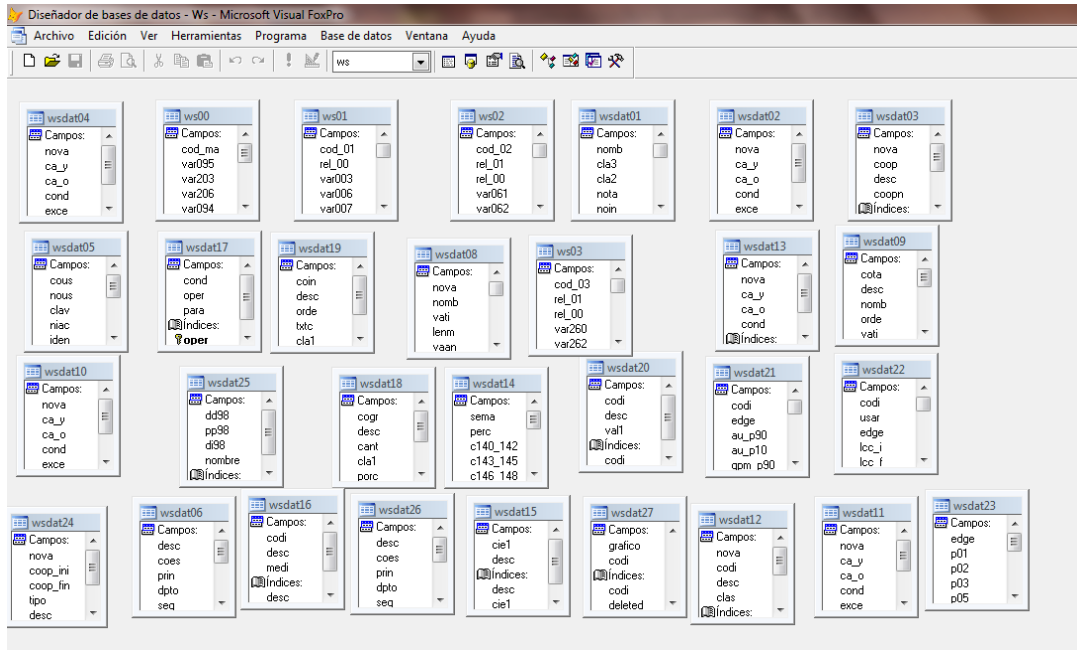 Diseñador de bases de datos - Ws - Microsoft Visual FoxPro
Archivo Edición Ver Herramientas Programa Base de datos Ventana Ayuda
ws
wsdat04
Campos:
nova
ca_y
ca_o
cond
exce
ws00
Campos:
cod_ma
var095
var203
var206
var094
ws01
Campos:
cod_01
rel_00
var003
var006
var007
ws02
Campos:
cod_02
rel_01
rel_00
var061
var062
wsdat01
Campos:
nomb
cla3
cla2
nota
noin
wsdat02
Campos:
nova
ca_y
ca_o
cond
exce
wsdat03
Campos:
nova
coop
desc
coopn
Índices:
wsdat05
Campos:
cous
nous
clav
niac
iden
wsdat17
Campos:
cond
oper
para
Índices:
oper
wsdat19
Campos:
coin
desc
orde
txtc
cla1
wsdat08
Campos:
nova
nomb
vati
lenm
vaan
ws03
Campos:
cod_03
rel_01
rel_00
var260
var262
wsdat13
Campos:
nova
ca_y
ca_o
cond
Índices:
wsdat09
Campos:
cota
desc
nomb
orde
vati
wsdat10
Campos:
nova
ca_y
ca_o
cond
exce
wsdat25
Campos:
dd98
pp98
di98
nombre
Índices:
wsdat18
Campos:
cogr
desc
cant
cla1
porc
wsdat14
Campos:
sema
perc
c140_142
c143_145
c146_148
wsdat20
Campos:
codi
desc
val1
Índices:
codi
wsdat21
Campos:
codi
edge
au_p90
au_p10
gpm_p90
wsdat22
Campos:
codi
usar
edge
lcc_i
lcc_f
wsdat24
Campos:
nova
coop_ini
coop_fin
tipo
desc
wsdat06
Campos:
desc
coes
prin
dpto
seg
wsdat16
Campos:
codi
desc
medi
Índices:
desc
wsdat26
Campos:
desc
coes
prin
dpto
seg
wsdat15
Campos:
cie1
desc
Índices:
desc
cie1
wsdat27
Campos:
grafico
codi
Índices:
codi
deleted
wsdat12
Campos:
nova
codi
desc
clas
Índices:
wsdat11
Campos:
nova
ca_y
ca_o
cond
exce
wsdat23
Campos:
edge
p01
p02
p03
p05